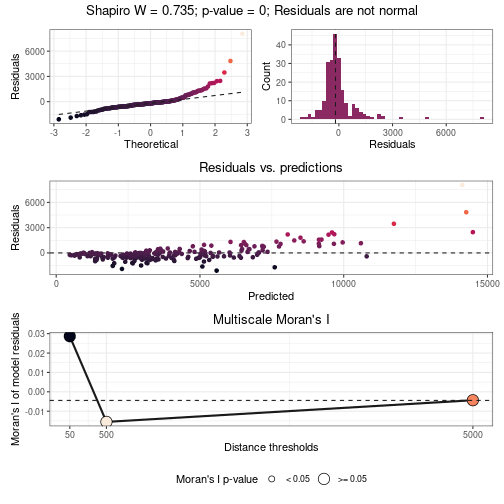 Shapiro W = 0.735; p-value = 0; Residuals are not normal
Residuals
6000
3000
0
-3 -2 -1 0 1 2 3
Theoretical
Count
40
30
20
10
0
0 3000 6000
Residuals
Residuals vs. predictions
Residuals
6000
3000
0
0 5000 10000 15000
Predicted
Multiscale Moran's I
Moran's I of model residuals
0.03
0.02
0.01
0.00
-0.01
50 500 5000
Distance thresholds
Moran's I p-value < 0.05 >= 0.05